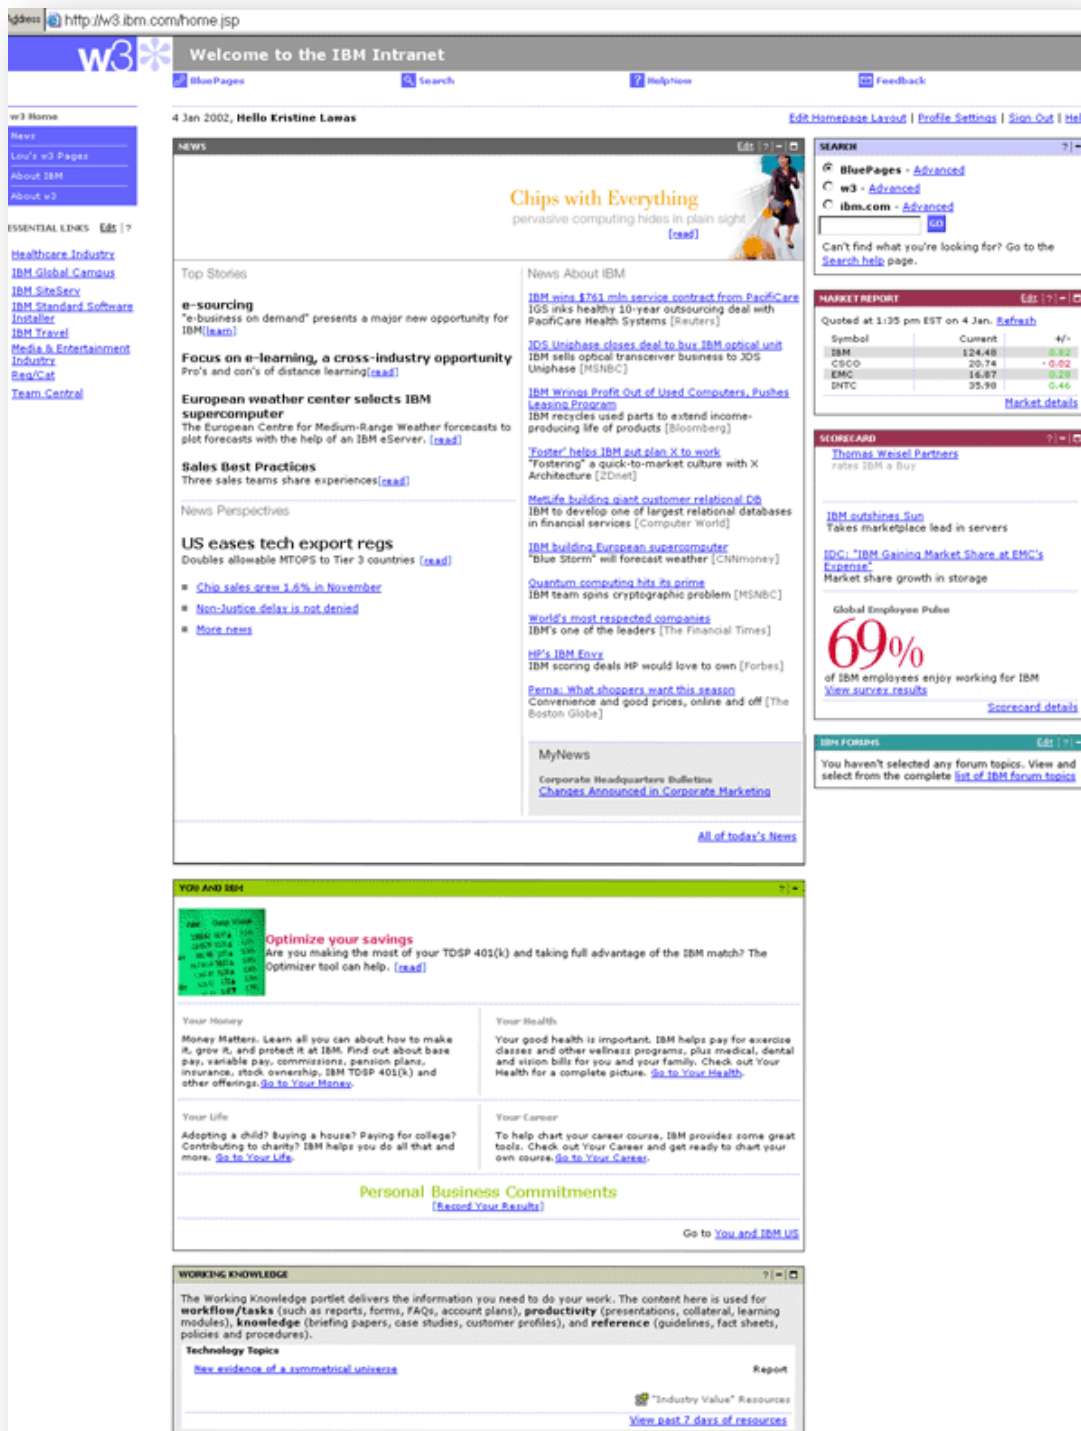 Address http://w3.ibm.com/home.jsp
w3* Welcome to the IBM Intranet
BluePages Search HelpNow Feedback
w3 Home
News
Lou's w3 Pages
About IBM
About w3
ESSENTIAL LINKS Edit | ?
Healthcare Industry
IBM Global Campus
IBM SiteServ
IBM Standard Software
Installer
IBM Travel
Media & Entertainment
Industry
Req/Cat
Team Central
4 Jan 2002, Hello Kristine Lawas
Edit Homepage Layout | Profile Settings | Sign Out | Hel
NEWS Edit | ?
Chips with Everything
pervasive computing hides in plain sight
[read]
Top Stories
e-sourcing
"e-business on demand" presents a major new opportunity for
IBM[learn]
Focus on e-learning, a cross-industry opportunity
Pro's and con's of distance learning[read]
European weather center selects IBM
supercomputer
The European Centre for Medium-Range Weather forcecasts to
plot forecasts with the help of an IBM eServer. [read]
Sales Best Practices
Three sales teams share experiences[read]
News Perspectives
US eases tech export regs
Doubles allowable MTOPS to Tier 3 countries [read]
Chip sales grew 1.6% in November
Non-Justice delay is not denied
More news
News About IBM
IBM wins $761 mln service contract from PacifiCare
IGS inks healthy 10-year outsourcing deal with
PacifiCare Health Systems [Reuters]
JDS Uniphase closes deal to buy IBM optical unit
IBM sells optical transceiver business to JDS
Uniphase [MSNBC]
IBM Wrings Profit Out of Used Computers, Pushes
Leasing Program
IBM recycles used parts to extend income-
producing life of products [Bloomberg]
'Foster' helps IBM put plan X to work
"Fostering" a quick-to-market culture with X
Architecture [ZDnet]
MetLife building giant customer relational DB
IBM to develop one of largest relational databases
in financial services [Computer World]
IBM building European supercomputer
"Blue Storm" will forecast weather [CNNmoney]
Quantum computing hits its prime
IBM team spins cryptographic problem [MSNBC]
World's most respected companies
IBM's one of the leaders [The Financial Times]
HP's IBM Envy
IBM scoring deals HP would love to own [Forbes]
Perna: What shoppers want this season
Convenience and good prices, online and off [The
Boston Globe]
MyNews
Corporate Headquarters Bulletins
Changes Announced in Corporate Marketing
All of today's News
SEARCH ?
BluePages - Advanced
w3 - Advanced
ibm.com - Advanced
GO
Can't find what you're looking for? Go to the
Search help page.
MARKET REPORT Edit | ?
Quoted at 1:35 pm EST on 4 Jan. Refresh
Symbol Current +/-
IBM 124.48 0.82
CSCO 20.74 - 0.02
EMC 16.87 0.28
INTC 35.98 0.46
Market details
SCORECARD ?
Thomas Weisel Partners
rates IBM a Buy
IBM outshines Sun
Takes marketplace lead in servers
IDC: "IBM Gaining Market Share at EMC's
Expense"
Market share growth in storage
Global Employee Pulse
69%
of IBM employees enjoy working for IBM
View survey results
Scorecard details
IBM FORUMS Edit | ?
You haven't selected any forum topics. View and
select from the complete list of IBM forum topics
YOU AND IBM ?
Optimize your savings
Are you making the most of your TDSP 401(k) and taking full advantage of the IBM match? The
Optimizer tool can help. [read]
Your Money
Money Matters. Learn all you can about how to make
it, grow it, and protect it at IBM. Find out about base
pay, variable pay, commissions, pension plans,
insurance, stock ownership, IBM TDSP 401(k) and
other offerings.Go to Your Money.
Your Health
Your good health is important. IBM helps pay for exercise
classes and other wellness programs, plus medical, dental
and vision bills for you and your family. Check out Your
Health for a complete picture. Go to Your Health.
Your Life
Adopting a child? Buying a house? Paying for college?
Contributing to charity? IBM helps you do all that and
more. Go to Your Life.
Your Career
To help chart your career course, IBM provides some great
tools. Check out Your Career and get ready to chart your
own course.Go to Your Career.
Personal Business Commitments
[Record Your Results]
Go to You and IBM US
WORKING KNOWLEDGE ?
The Working Knowledge portlet delivers the information you need to do your work. The content here is used for
workflow/tasks (such as reports, forms, FAQs, account plans), productivity (presentations, collateral, learning
modules), knowledge (briefing papers, case studies, customer profiles), and reference (guidelines, fact sheets,
policies and procedures).
Technology Topics
New evidence of a symmetrical universe Report
"Industry Value" Resources
View past 7 days of resources